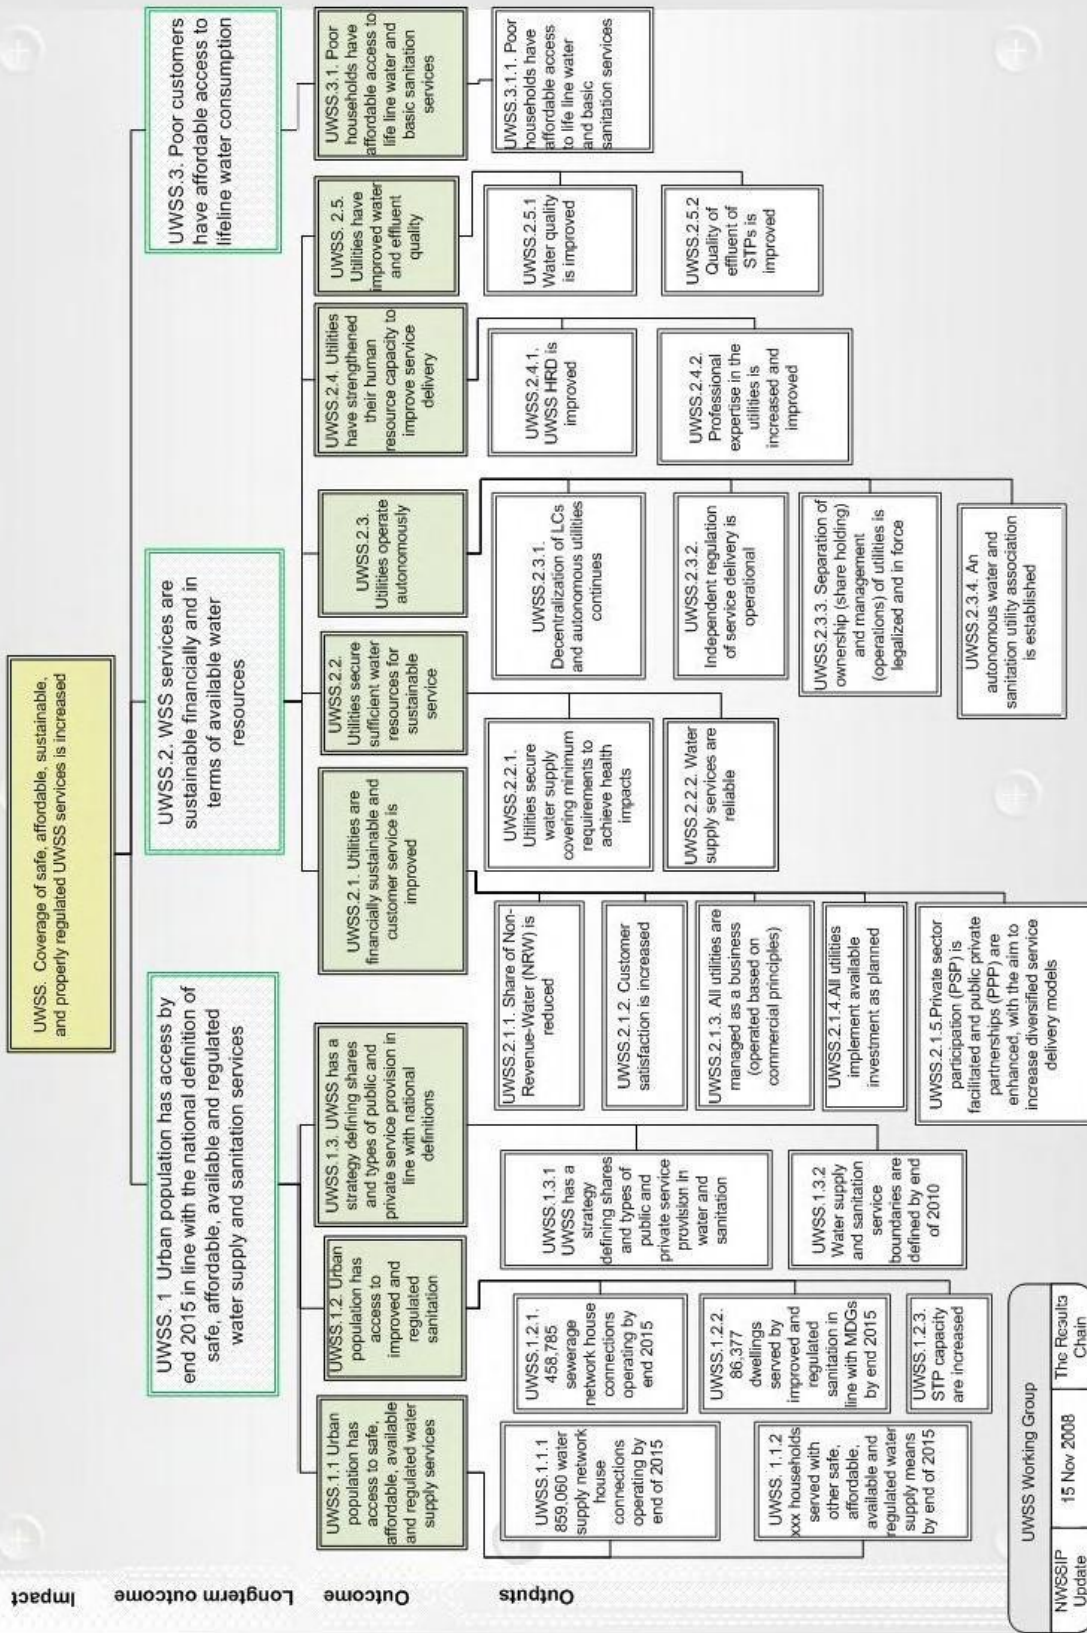 Impact
UWSS. Coverage of safe, affordable, sustainable,
and properly regulated UWSS services is increased
Longterm outcome
UWSS.1 Urban population has access by
end 2015 in line with the national definition of
safe, affordable, available and regulated
water supply and sanitation services
UWSS.2. WSS services are
sustainable financially and in
terms of available water
resources
UWSS.3. Poor customers
have affordable access to
lifeline water consumption
Outcome
UWSS.1.1 Urban
population has
access to safe,
affordable, available
and regulated water
supply services
UWSS.1.2. Urban
population has
access to
improved and
regulated
sanitation
UWSS.1.3. UWSS has a
strategy defining shares
and types of public and
private service provision in
line with national
definitions
UWSS.2.1. Utilities are
financially sustainable and
customer service is
improved
UWSS.2.2.
Utilities secure
sufficient water
resources for
sustainable
service
UWSS.2.3.
Utilities operate
autonomously
UWSS.2.4. Utilities
have strengthened
their human
resource capacity to
improve service
delivery
UWSS. 2.5.
Utilities have
improved water
and effluent
quality
UWSS.3.1. Poor
households have
affordable access to
life line water and
basic sanitation
services
Outputs
UWSS.1.1.1
859,060 water
supply network
house
connections
operating by
end of 2015
UWSS. 1.1.2
xxx households
served with
other safe,
affordable,
available and
regulated water
supply means
by end of 2015
UWSS.1.2.1.
458,785
sewerage
network house
connections
operating by
end 2015
UWSS.1.2.2.
86,377
dwellings
served by
improved and
regulated
sanitation in
line with MDGs
by end 2015
UWSS.1.2.3.
STP capacity
are increased
UWSS.1.3.1
UWSS has a
strategy
defining shares
and types of
public and
private service
provision in
water and
sanitation
UWSS.1.3.2
Water supply
and sanitation
service
boundaries are
defined by end
of 2010
UWSS.2.1.1. Share of Non-
Revenue-Water (NRW) is
reduced
UWSS.2.1.2. Customer
satisfaction is increased
UWSS.2.1.3. All utilities are
managed as a business
(operated based on
commercial principles)
UWSS.2.1.4.All utilities
implement available
investment as planned
UWSS.2.1.5.Private sector
participation (PSP) is
facilitated and public private
partnerships (PPP) are
enhanced, with the aim to
increase diversified service
delivery models
UWSS.2.2.1.
Utilities secure
water supply
covering minimum
requirements to
achieve health
impacts
UWSS.2.2.2. Water
supply services are
reliable
UWSS.2.3.1.
Decentralization of LCs
and autonomous utilities
continues
UWSS.2.3.2.
Independent regulation
of service delivery is
operational
UWSS.2.3.3. Separation of
ownership (share holding)
and management
(operations) of utilities is
legalized and in force
UWSS.2.3.4. An
autonomous water and
sanitation utility association
is established
UWSS.2.4.1.
UWSS HRD is
improved
UWSS.2.4.2.
Professional
expertise in the
utilities is
increased and
improved
UWSS.2.5.1
Water quality
is improved
UWSS.2.5.2
Quality of
effluent of
STPs is
improved
UWSS.3.1.1. Poor
households have
affordable access
to life line water
and basic
sanitation services
UWSS Working Group
NWSSIP
Update
15 Nov 2008
The Results
Chain